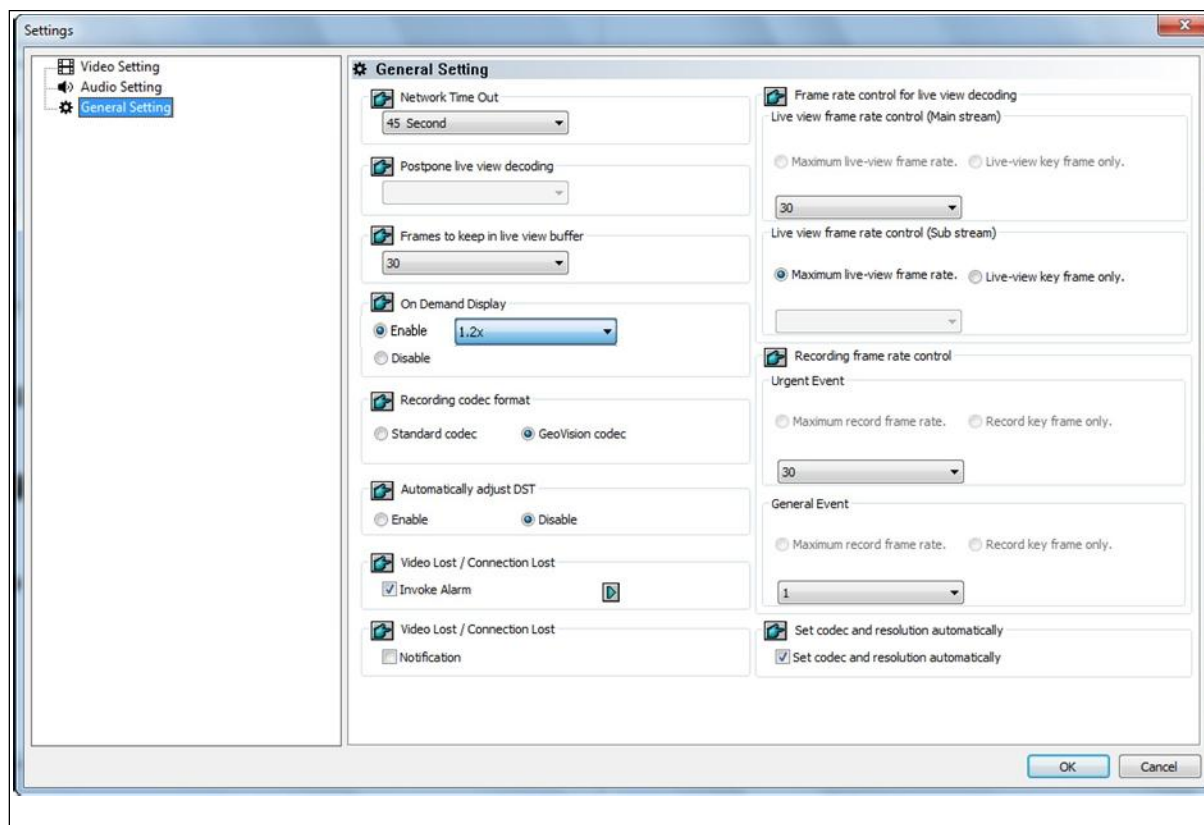 Settings
Video Setting
Audio Setting
General Setting
General Setting
Network Time Out
45 Second
Postpone live view decoding
Frames to keep in live view buffer
30
On Demand Display
Enable
1.2x
Disable
Recording codec format
Standard codec
GeoVision codec
Automatically adjust DST
Enable
Disable
Video Lost / Connection Lost
Invoke Alarm
Video Lost / Connection Lost
Notification
Frame rate control for live view decoding
Live view frame rate control (Main stream)
Maximum live-view frame rate.
Live-view key frame only.
30
Live view frame rate control (Sub stream)
Maximum live-view frame rate.
Live-view key frame only.
Recording frame rate control
Urgent Event
Maximum record frame rate.
Record key frame only.
30
General Event
Maximum record frame rate.
Record key frame only.
1
Set codec and resolution automatically
Set codec and resolution automatically
OK
Cancel